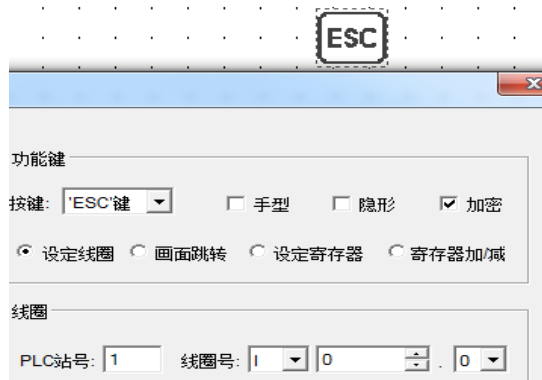 ESC
功能键
按键: 'ESC'键 手型 隐形 加密
设定线圈 画面跳转 设定寄存器 寄存器加/减
线圈
PLC站号: 1 线圈号: I 0 . 0